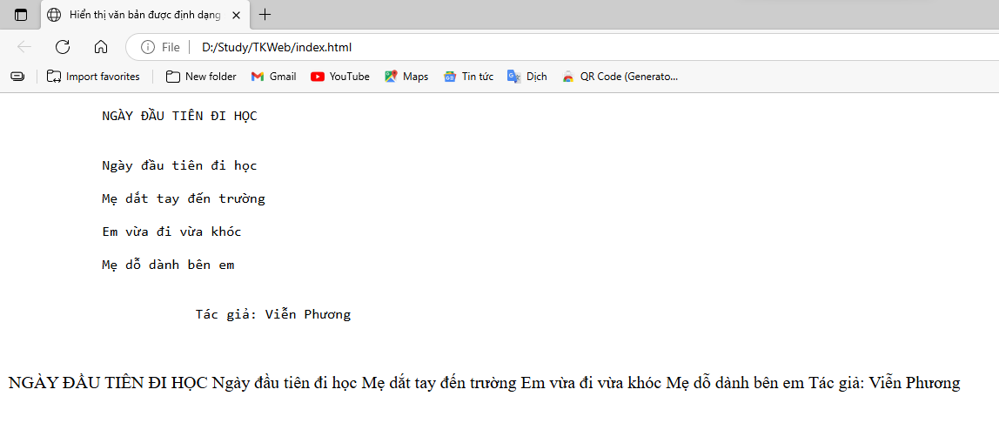 Hiển thị văn bản được định dạng
File
D:/Study/TKWeb/index.html
Import favorites
New folder
Gmail
YouTube
Maps
Tin tức
Dịch
QR Code (Generato...
NGÀY ĐẦU TIÊN ĐI HỌC
Ngày đầu tiên đi học
Mẹ dắt tay đến trường
Em vừa đi vừa khóc
Mẹ dỗ dành bên em
Tác giả: Viễn Phương
NGÀY ĐẦU TIÊN ĐI HỌC Ngày đầu tiên đi học Mẹ dắt tay đến trường Em vừa đi vừa khóc Mẹ dỗ dành bên em Tác giả: Viễn Phương